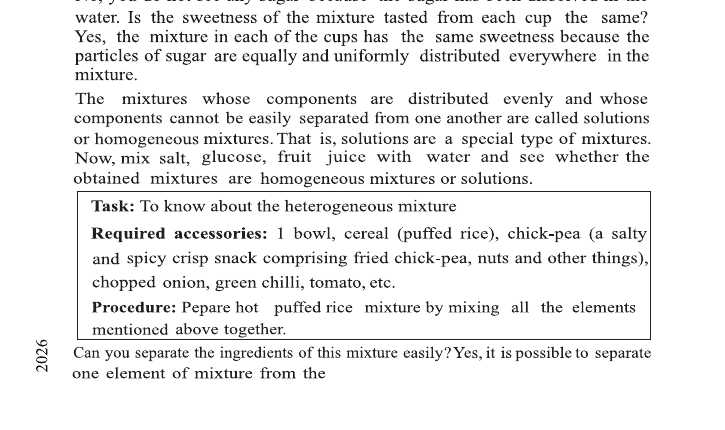 water. Is the sweetness of the mixture tasted from each cup the same?
Yes, the mixture in each of the cups has the same sweetness because the
particles of sugar are equally and uniformly distributed everywhere in the
mixture.
The mixtures whose components are distributed evenly and whose
components cannot be easily separated from one another are called solutions
or homogeneous mixtures. That is, solutions are a special type of mixtures.
Now, mix salt, glucose, fruit juice with water and see whether the
obtained mixtures are homogeneous mixtures or solutions.
Task: To know about the heterogeneous mixture
Required accessories: 1 bowl, cereal (puffed rice), chick-pea (a salty
and spicy crisp snack comprising fried chick-pea, nuts and other things),
chopped onion, green chilli, tomato, etc.
Procedure: Pepare hot puffed rice mixture by mixing all the elements
mentioned above together.
2026
Can you separate the ingredients of this mixture easily? Yes, it is possible to separate
one element of mixture from the